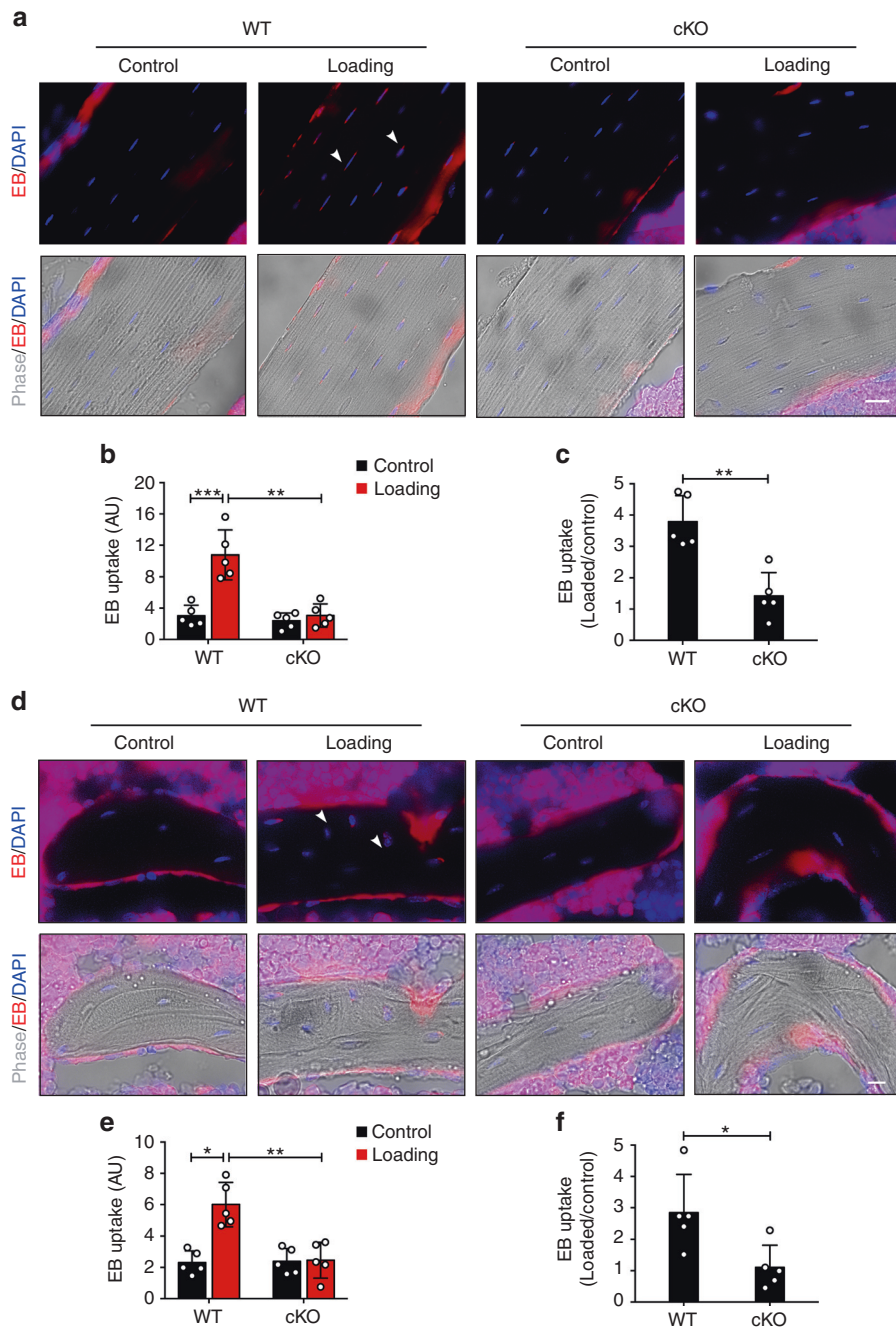 a
WT cKO
Control Loading Control Loading
EB/DAPI
Phase/EB/DAPI
b
Control
Loading
EB uptake (AU)
20
16
12
8
4
0
*** **
WT cKO
c
EB uptake
(Loaded/control)
5
4
3
2
1
0
**
WT cKO
d
WT cKO
Control Loading Control Loading
EB/DAPI
Phase/EB/DAPI
e
Control
Loading
EB uptake (AU)
10
8
6
4
2
0
* **
WT cKO
f
EB uptake
(Loaded/control)
5
4
3
2
1
0
*
WT cKO